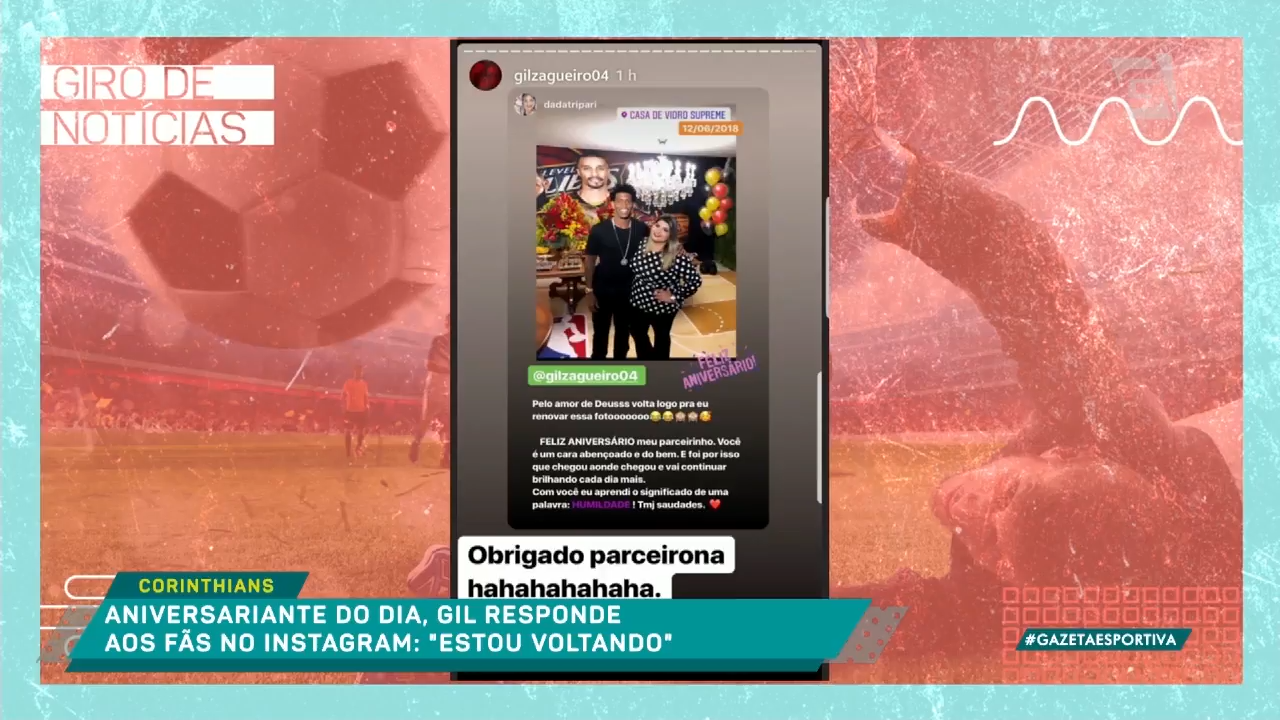 GIRO DE
NOTÍCIAS
gilzagueiro04 1 h
dadatripari
CASA DE VIDRO SUPREME
12/06/2018
LEVEL
@gilzagueiro04
FELIZ
ANIVERSÁRIO!
Pelo amor de Deusss volta logo pra eu
renovar essa fotooooooo😂😂🙈🙈🥰
FELIZ ANIVERSÁRIO meu parceirinho. Você
é um cara abençoado e do bem. E foi por isso
que chegou aonde chegou e vai continuar
brilhando cada dia mais.
Com você eu aprendi o significado de uma
palavra: HUMILDADE ! Tmj saudades. ❤️
Obrigado parceirona
hahahahahaha.
CORINTHIANS
ANIVERSARIANTE DO DIA, GIL RESPONDE
AOS FÃS NO INSTAGRAM: "ESTOU VOLTANDO"
#GAZETAESPORTIVA